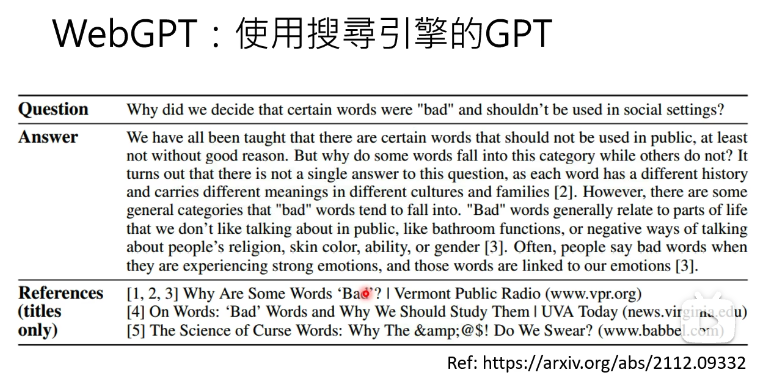 WebGPT：使用搜尋引擎的GPT
Question Why did we decide that certain words were "bad" and shouldn't be used in social settings?
Answer We have all been taught that there are certain words that should not be used in public, at least
not without good reason. But why do some words fall into this category while others do not? It
turns out that there is not a single answer to this question, as each word has a different history
and carries different meanings in different cultures and families [2]. However, there are some
general categories that "bad" words tend to fall into. "Bad" words generally relate to parts of life
that we don't like talking about in public, like bathroom functions, or negative ways of talking
about people's religion, skin color, ability, or gender [3]. Often, people say bad words when
they are experiencing strong emotions, and those words are linked to our emotions [3].
References [1, 2, 3] Why Are Some Words ‘Bad’? | Vermont Public Radio (www.vpr.org)
(titles [4] On Words: ‘Bad’ Words and Why We Should Study Them | UVA Today (news.virginia.edu)
only) [5] The Science of Curse Words: Why The &amp;@$! Do We Swear? (www.babbel.com)
Ref: https://arxiv.org/abs/2112.09332